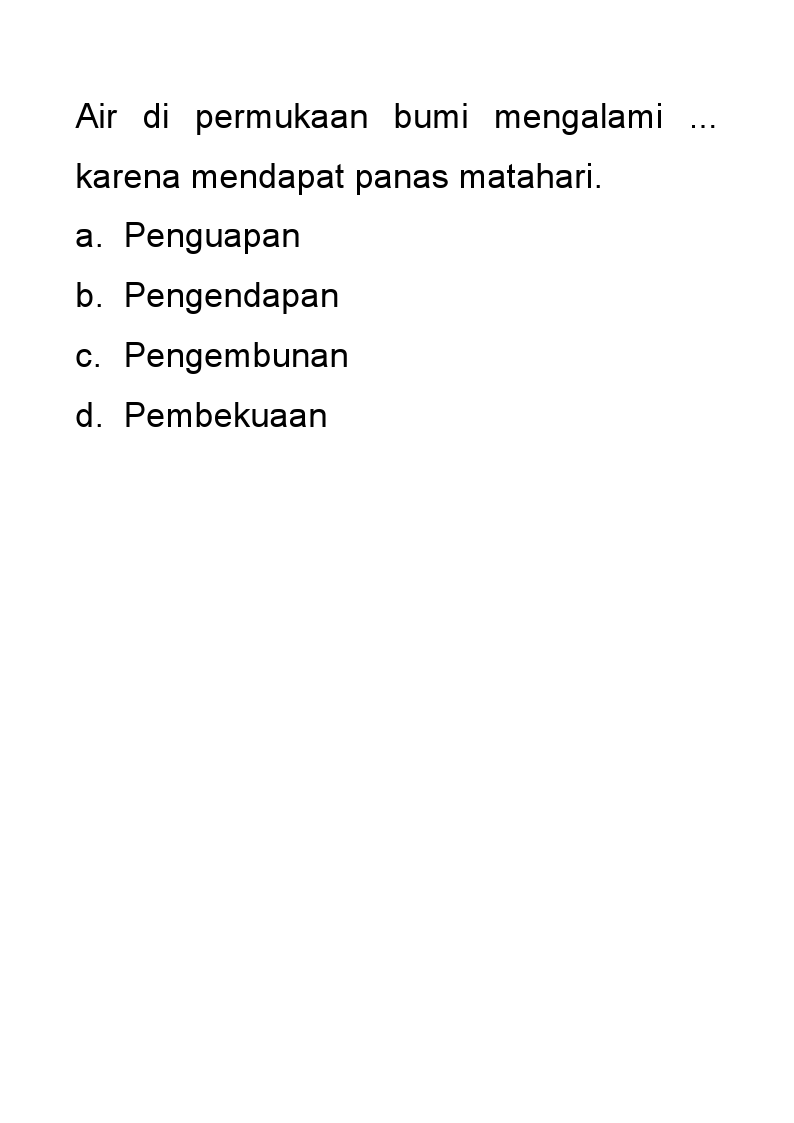 Air di permukaan bumi mengalami ...
karena mendapat panas matahari.
a. Penguapan
b. Pengendapan
c. Pengembunan
d. Pembekuaan